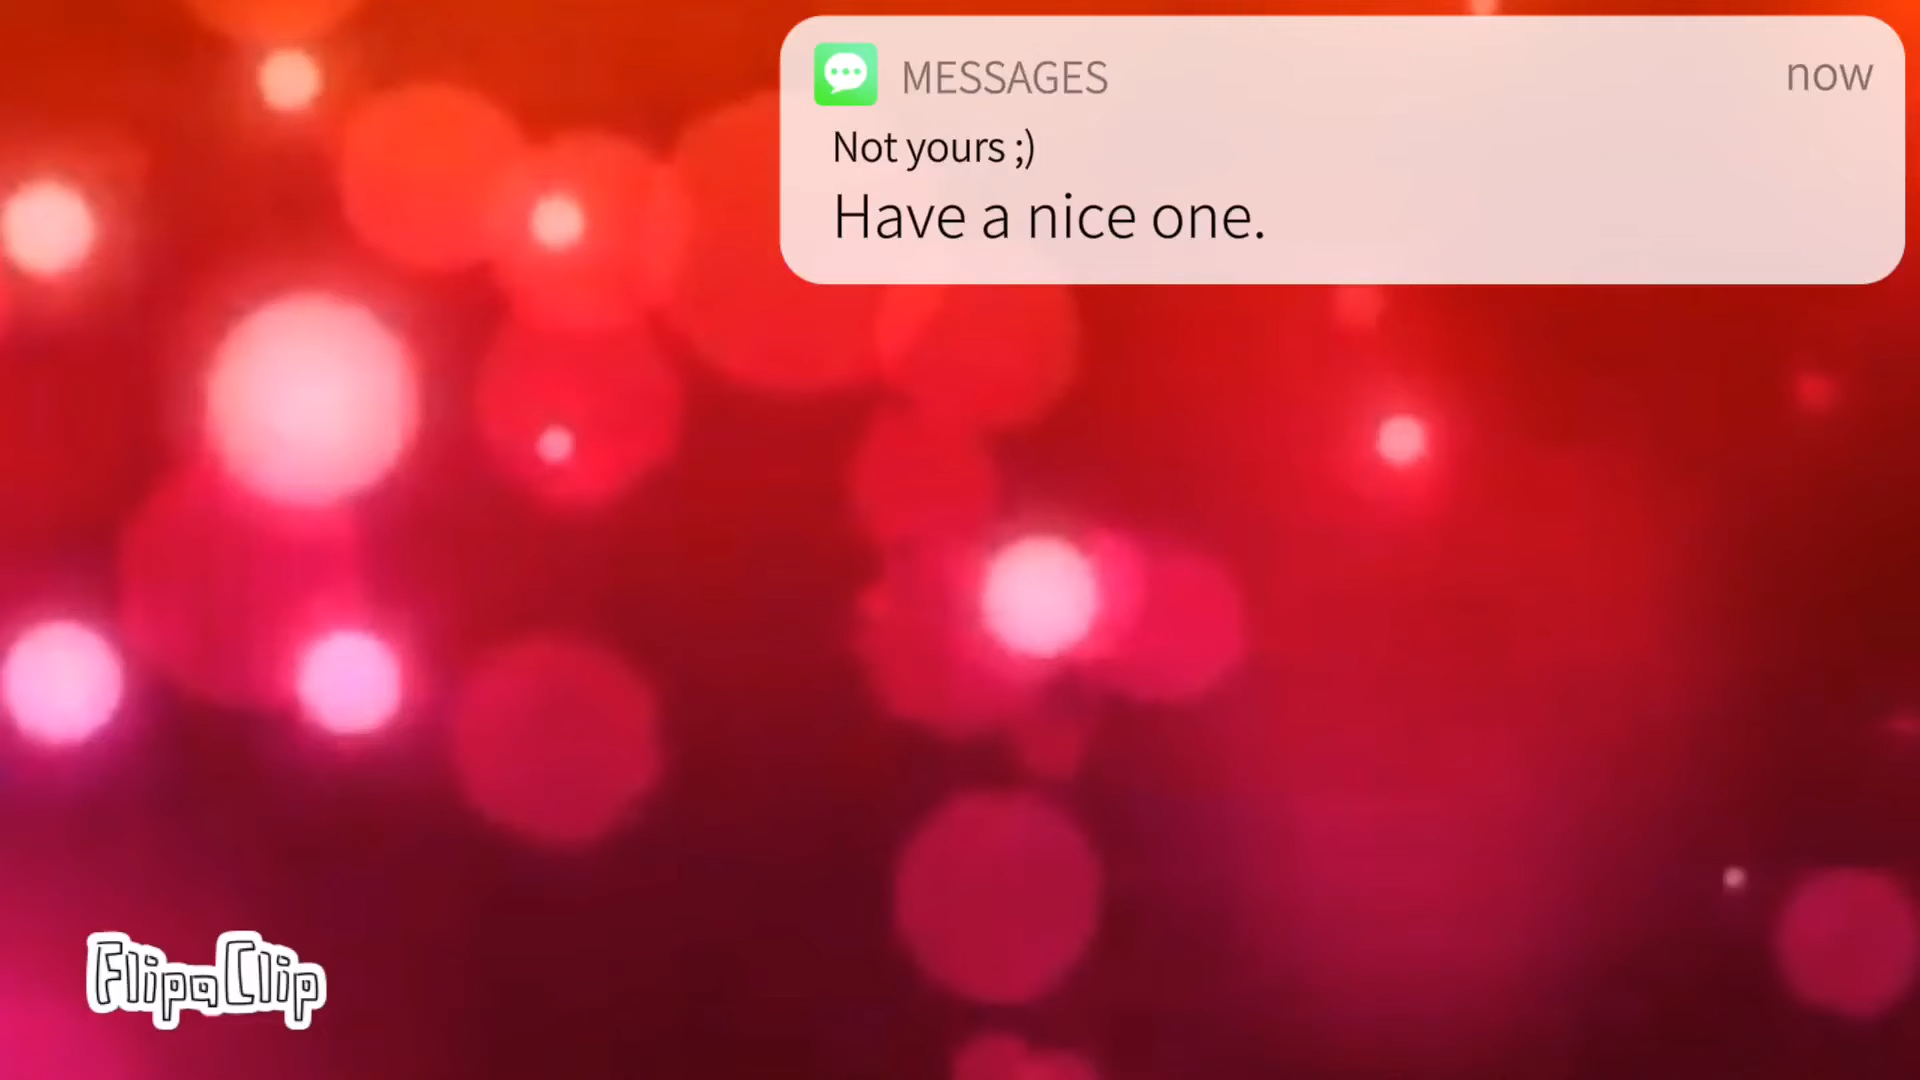 MESSAGES
now
Not yours ;)
Have a nice one.
FlipaClip